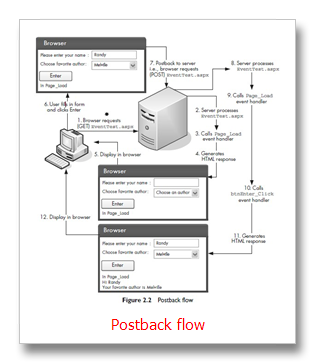 Browser
Please enter your name : Randy
Choose favorite author : Melville
Enter
In Page_Load
7. Postback to server
i.e., browser requests
(POST) EventTest.aspx
8. Server processes
EventTest.aspx
9. Calls Page_Load
event handler
6. User fills in form
and clicks Enter
1. Browser requests
(GET) EventTest.aspx
2. Server processes
EventTest.aspx
3. Calls Page_Load
event handler
4. Generates
HTML response
5. Display in browser
Browser
Please enter your name :
Choose favorite author : Choose an author
Enter
In Page_Load
10. Calls
btnEnter_Click
event handler
12. Display in browser
11. Generates
HTML response
Browser
Please enter your name : Randy
Choose favorite author : Melville
Enter
In Page_Load
Hi Randy
Your favorite author is Melville
Figure 2.2 Postback flow
Postback flow